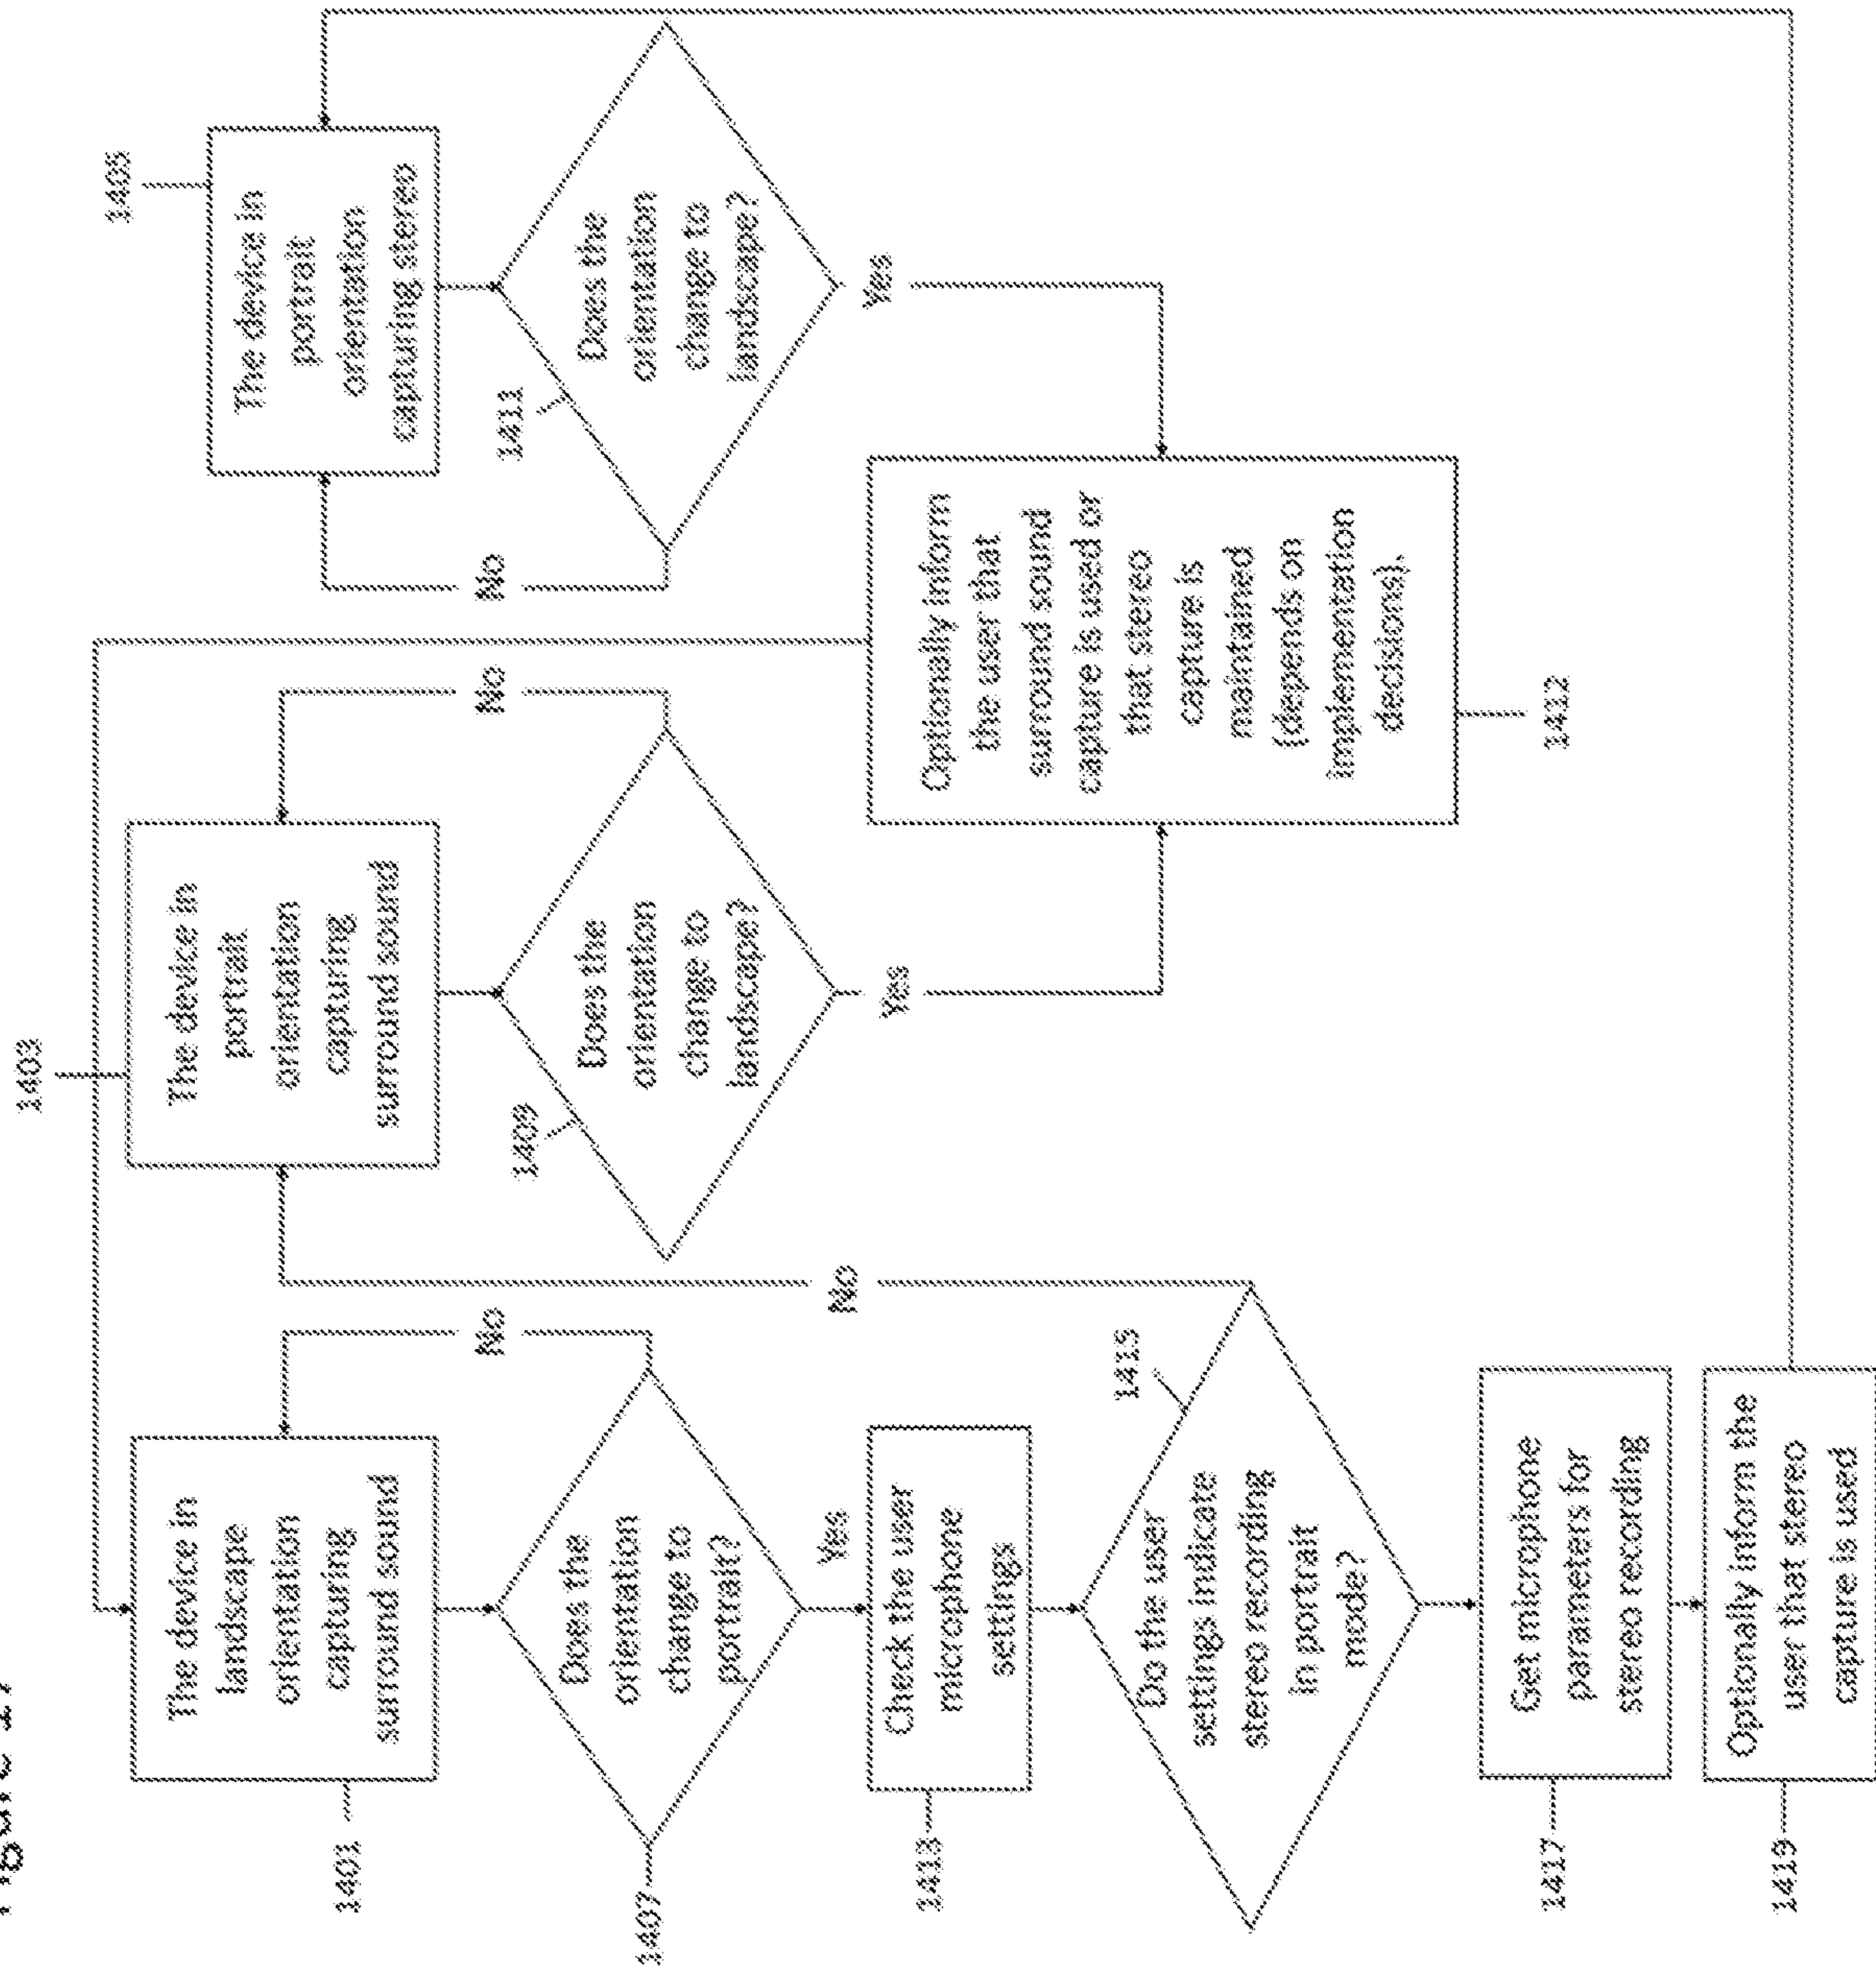 1403
1405
The device in
landscape
orientation
capturing
surround sound
1401
The device in
portrait
orientation
capturing
surround sound
The device in
portrait
orientation
capturing stereo
No
No
No
1407
Does the
orientation
change to
portrait?
Yes
1409
Does the
orientation
change to
landscape?
Yes
1411
Does the
orientation
change to
landscape?
Yes
No
1413
Check the user
microphone
settings
Optionally inform
the user that
surround sound
capture is used or
that stereo
capture is
maintained
(depends on
implementation
decisions).
1412
1415
Do the user
settings indicate
stereo recording
in portrait
mode?
1417
Get microphone
parameters for
stereo recording
1419
Optionally inform the
user that stereo
capture is used